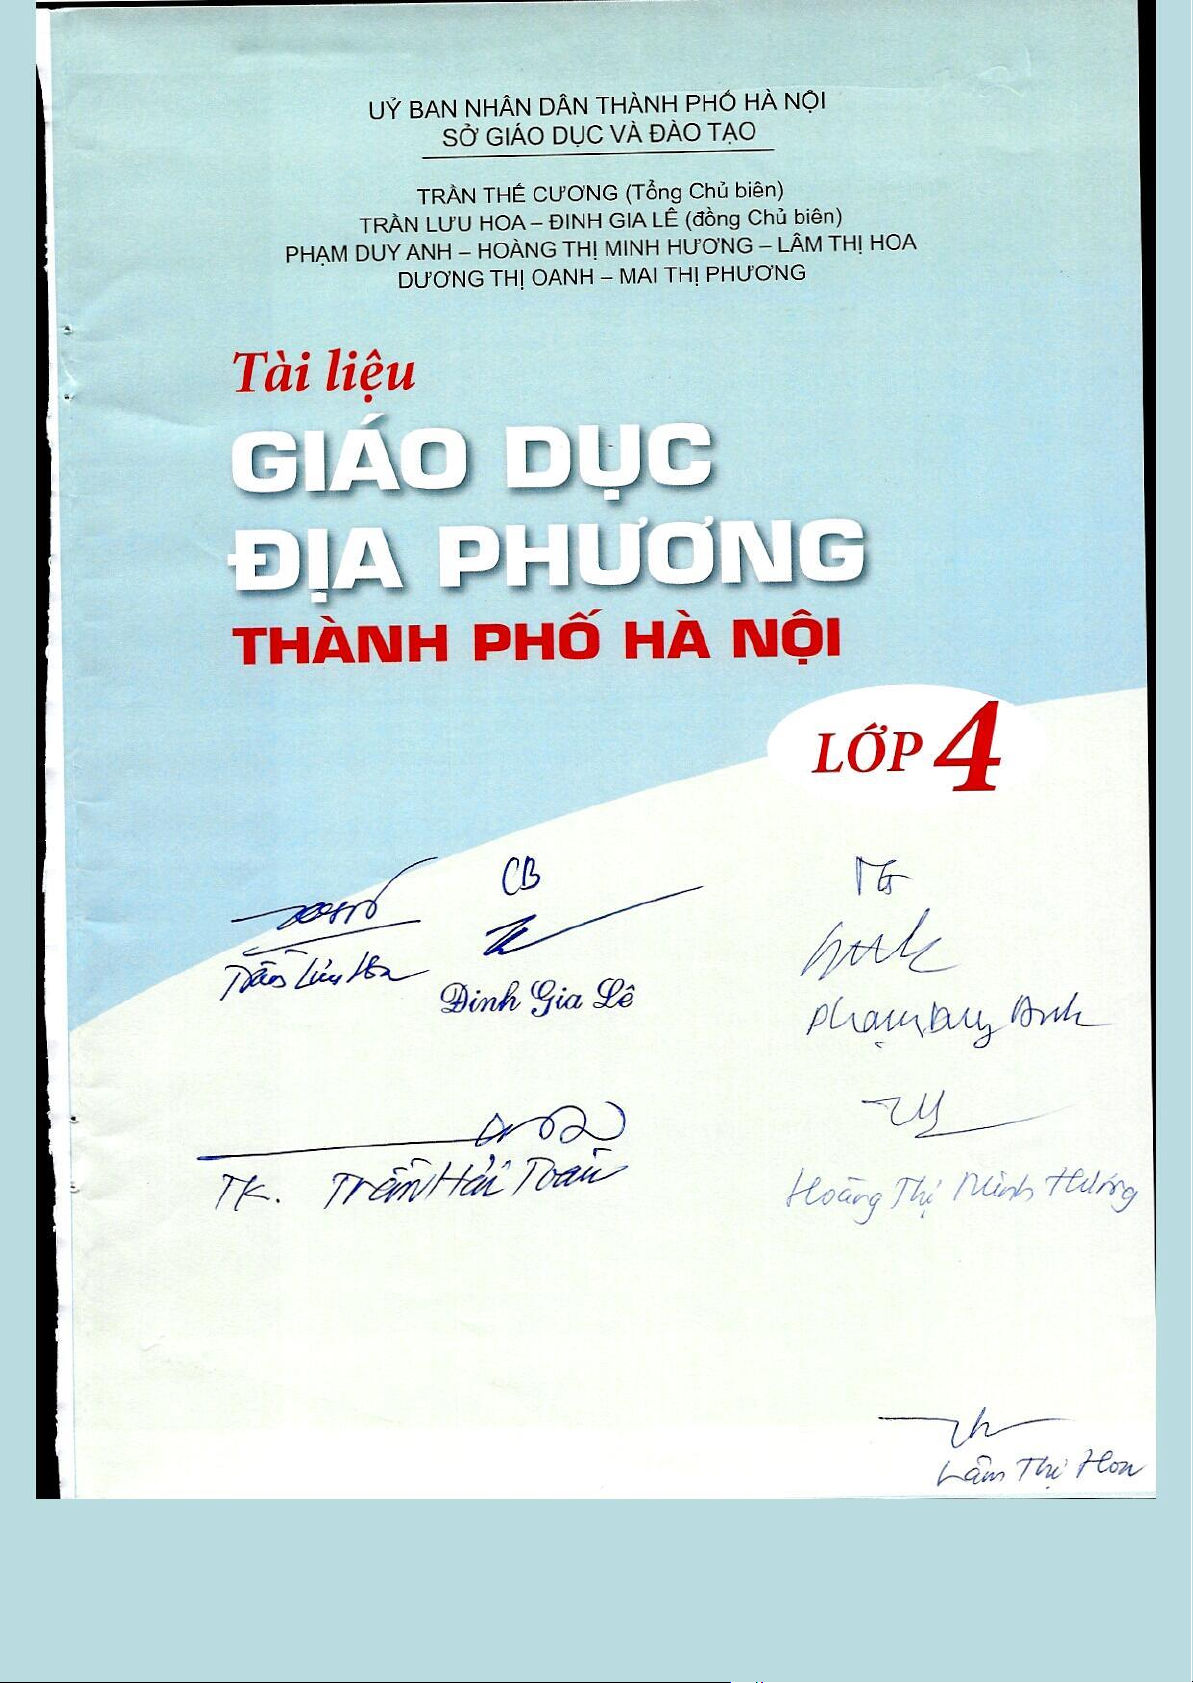 UỶ BAN NHÂN DÂN THÀNH PHỐ HÀ NỘI
SỞ GIÁO DỤC VÀ ĐÀO TẠO
TRẦN THẾ CƯƠNG (Tổng Chủ biên)
TRẦN LƯU HOA – ĐINH GIA LÊ (đồng Chủ biên)
PHẠM DUY ANH – HOÀNG THỊ MINH HƯƠNG – LÂM THỊ HOA
DƯƠNG THỊ OANH – MAI THỊ PHƯƠNG
Tài liệu
GIÁO DỤC
ĐỊA PHƯƠNG
THÀNH PHỐ HÀ NỘI
LỚP 4
CB
TG
Trần Lưu Hoa
Đinh Gia Lê
Phạm Duy Anh
TK. Trần Hải Toàn
Hoàng Thị Minh Hương
Lâm Thị Hoa